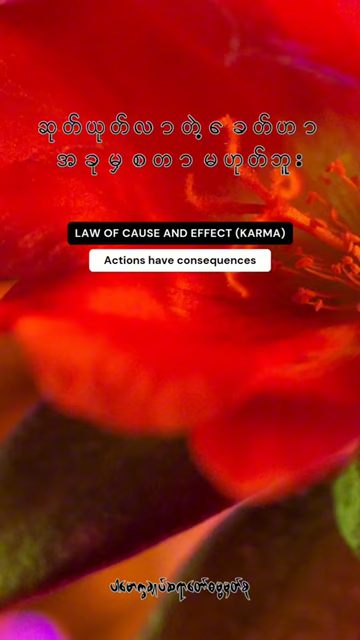 ဆုတ်ယုတ်လာတဲ့ ခေတ်ဟာ
အခုမှ စတာ မဟုတ်ဘူး
LAW OF CAUSE AND EFFECT (KARMA)
Actions have consequences